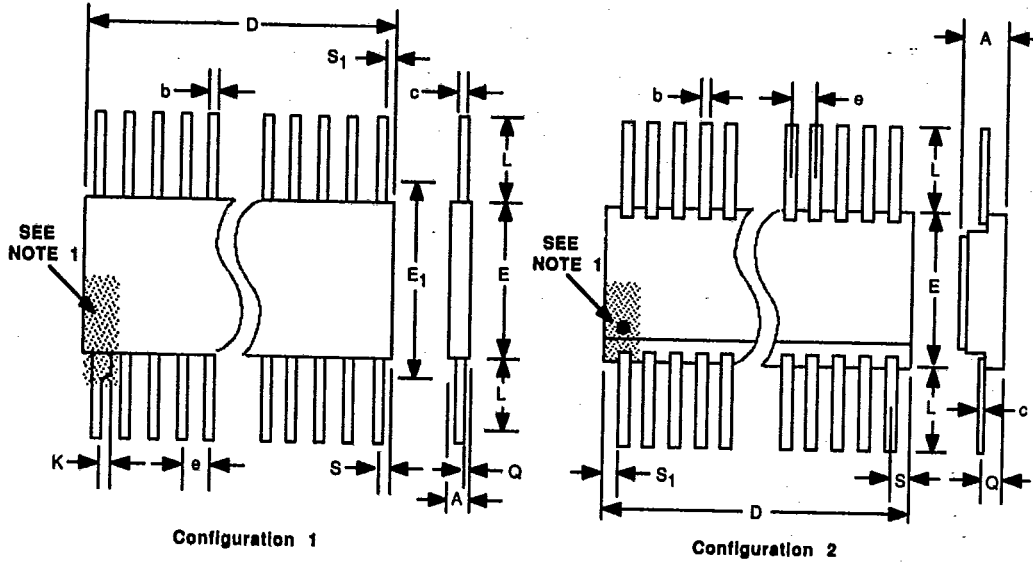 D
S1
b
c
L
SEE
NOTE 1
E1
E
L
K
e
S
Q
A
Configuration 1
A
b
e
L
SEE
NOTE 1
E
L
c
S1
S
Q
D
Configuration 2